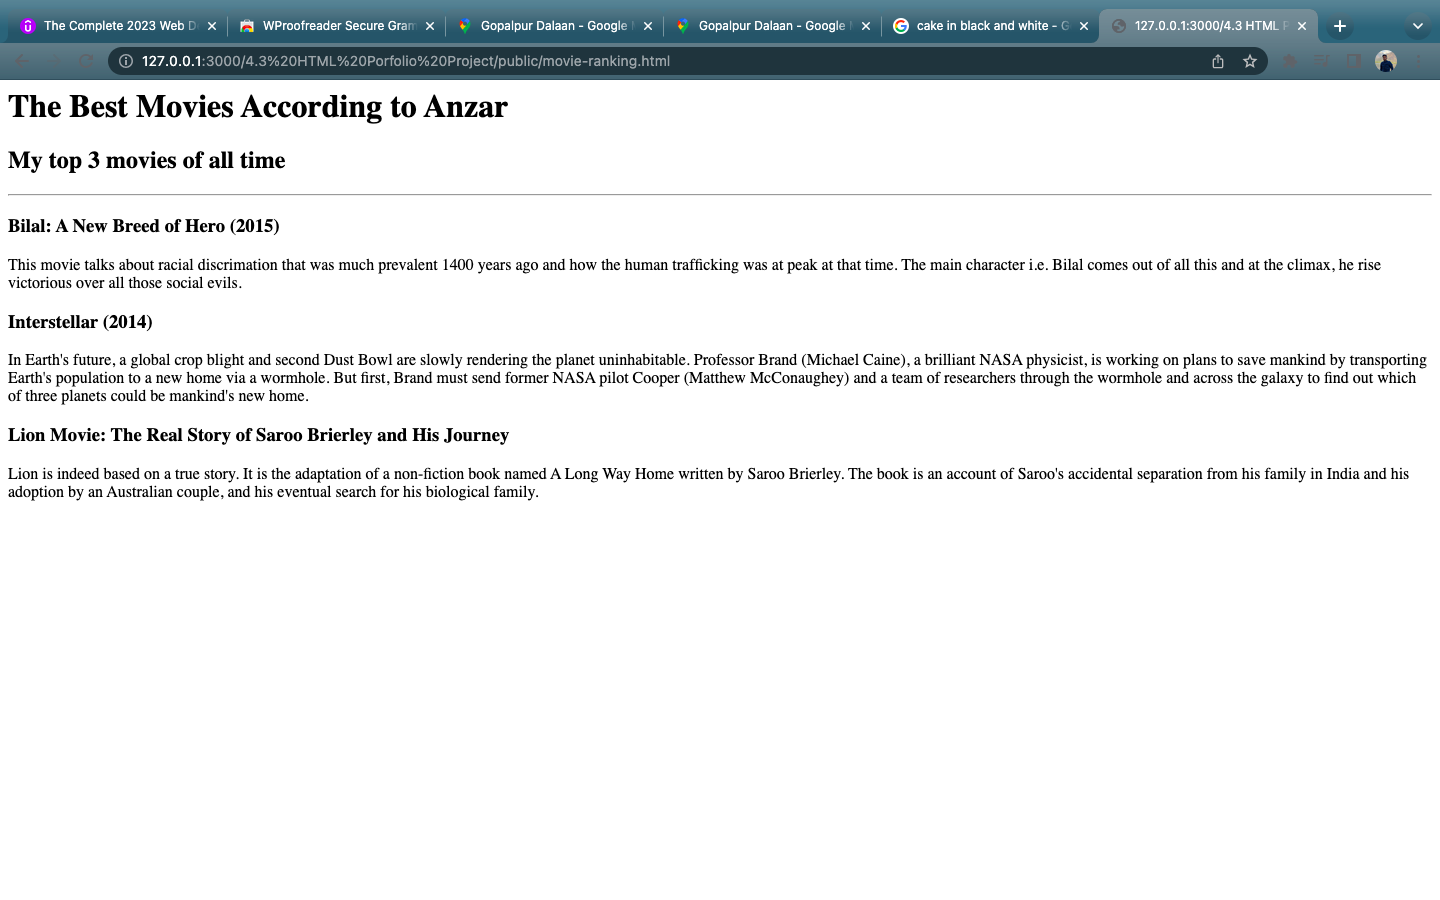 The Complete 2023 Web D
WProofreader Secure Gram
Gopalpur Dalaan - Google
Gopalpur Dalaan - Google
cake in black and white - G
127.0.0.1:3000/4.3 HTML P
127.0.0.1:3000/4.3%20HTML%20Porfolio%20Project/public/movie-ranking.html
The Best Movies According to Anzar
My top 3 movies of all time
Bilal: A New Breed of Hero (2015)
This movie talks about racial discrimation that was much prevalent 1400 years ago and how the human trafficking was at peak at that time. The main character i.e. Bilal comes out of all this and at the climax, he rise
victorious over all those social evils.
Interstellar (2014)
In Earth's future, a global crop blight and second Dust Bowl are slowly rendering the planet uninhabitable. Professor Brand (Michael Caine), a brilliant NASA physicist, is working on plans to save mankind by transporting
Earth's population to a new home via a wormhole. But first, Brand must send former NASA pilot Cooper (Matthew McConaughey) and a team of researchers through the wormhole and across the galaxy to find out which
of three planets could be mankind's new home.
Lion Movie: The Real Story of Saroo Brierley and His Journey
Lion is indeed based on a true story. It is the adaptation of a non-fiction book named A Long Way Home written by Saroo Brierley. The book is an account of Saroo's accidental separation from his family in India and his
adoption by an Australian couple, and his eventual search for his biological family.